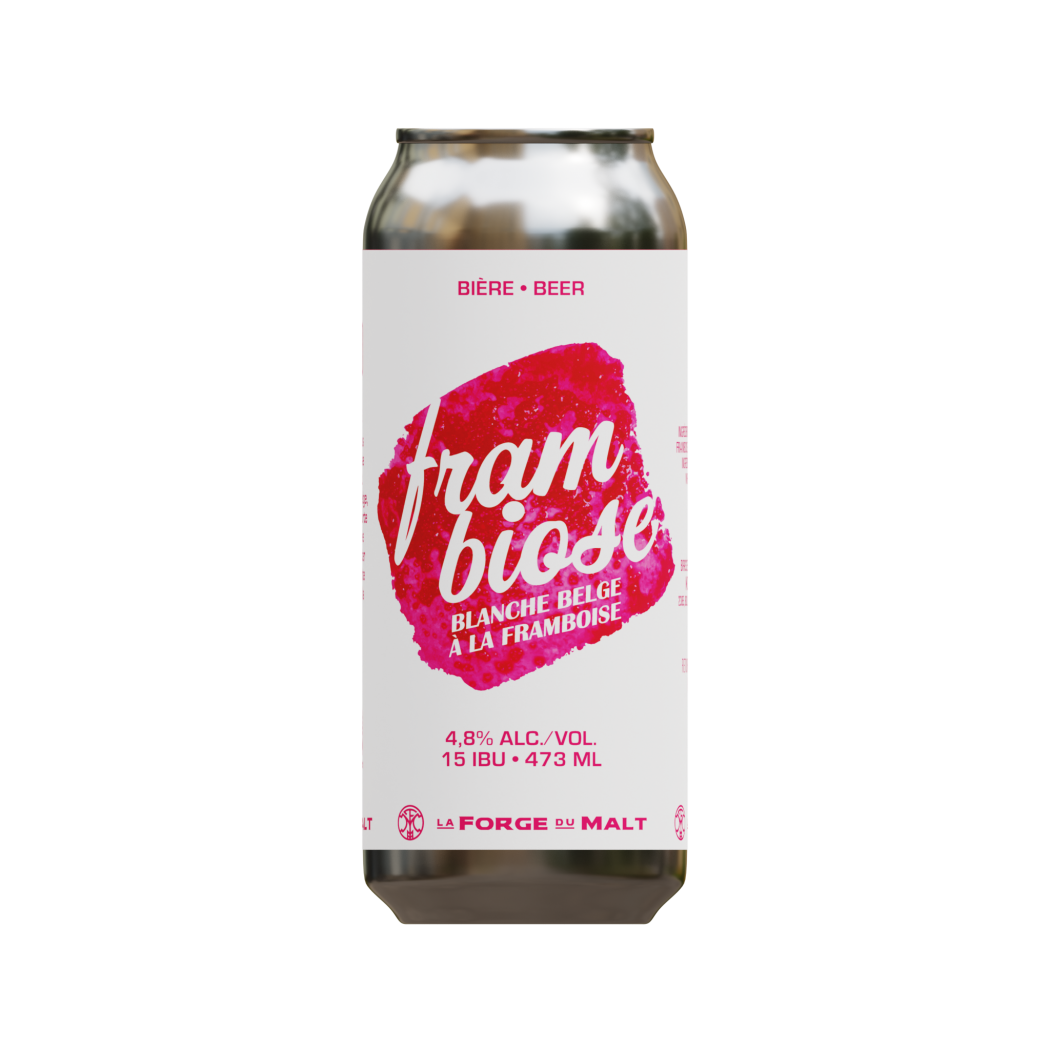 BIÈRE • BEER
fram
biose
BLANCHE BELGE
À LA FRAMBOISE
4,8% ALC./VOL.
15 IBU • 473 ML
LA FORGE DU MALT